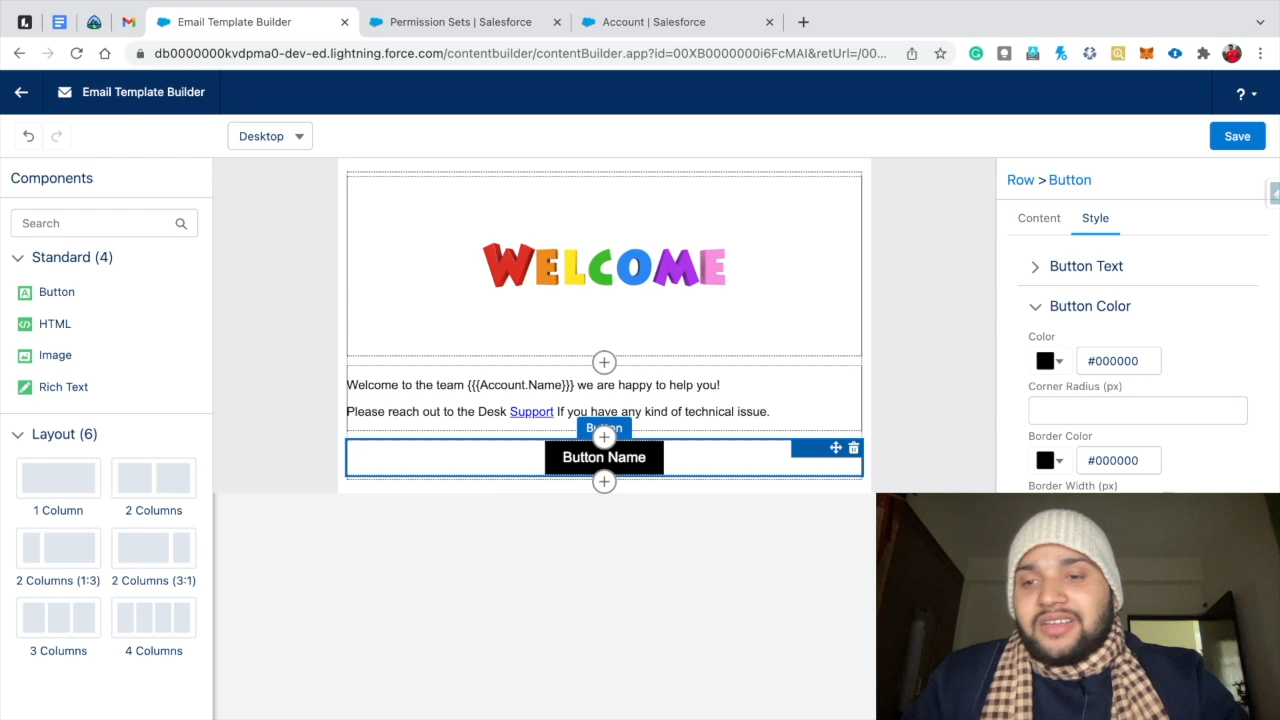 Email Template Builder
Permission Sets | Salesforce
Account | Salesforce
db0000000kvdpma0-dev-ed.lightning.force.com/contentbuilder/contentBuilder.app?id=00XB0000000i6FcMAI&retUrl=/00...
Email Template Builder
?
Desktop
Save
Components
Search
Standard (4)
Button
HTML
Image
Rich Text
Layout (6)
1 Column
2 Columns
2 Columns (1:3)
2 Columns (3:1)
3 Columns
4 Columns
WELCOME
Welcome to the team {{{Account.Name}}} we are happy to help you!
Please reach out to the Desk Support If you have any kind of technical issue.
Button
Button Name
Row > Button
Content
Style
Button Text
Button Color
Color
#000000
Corner Radius (px)
Border Color
#000000
Border Width (px)